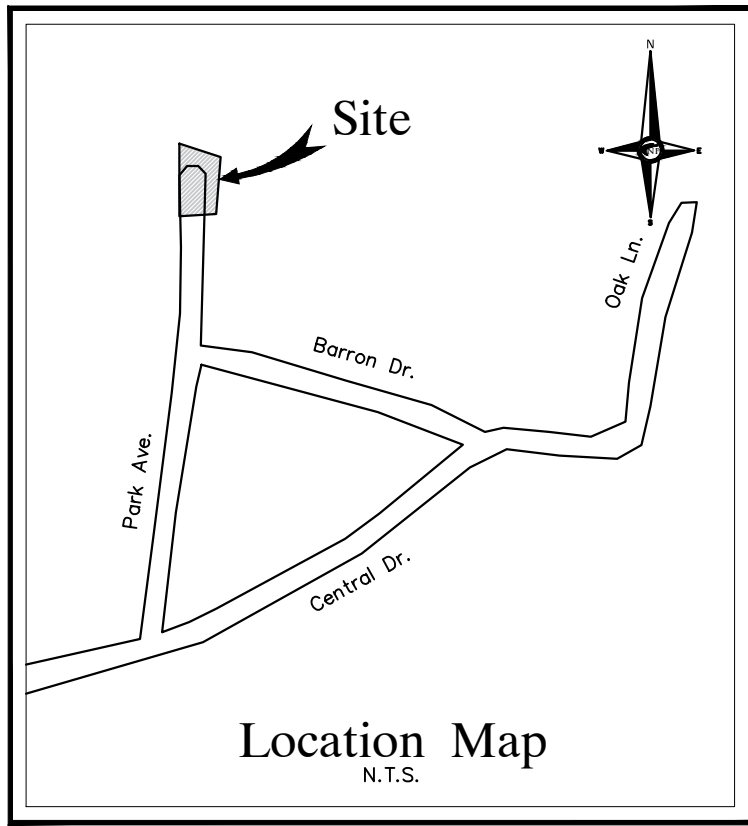 N
Site
W
E
S
Oak Ln.
Barron Dr.
Park Ave.
Central Dr.
Location Map
N.T.S.